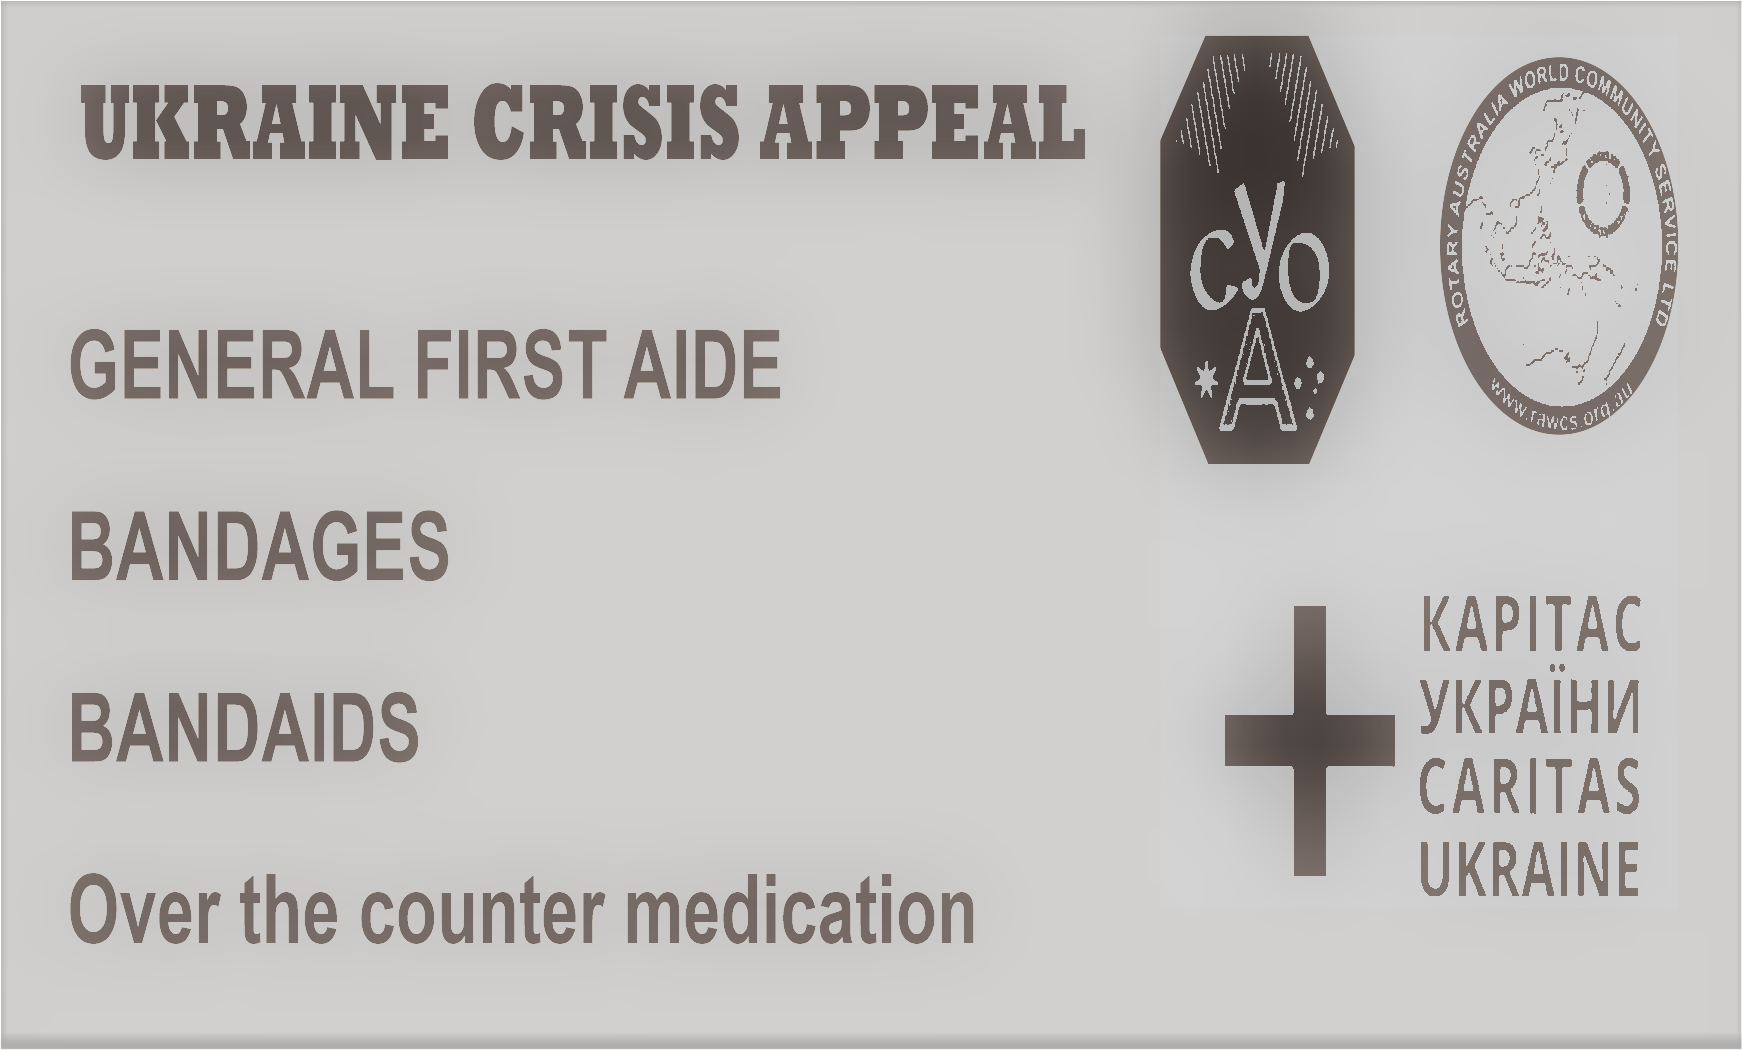 UKRAINE CRISIS APPEAL
GENERAL FIRST AIDE
BANDAGES
BANDAIDS
Over the counter medication
CYO
A
ROTARY AUSTRALIA WORLD COMMUNITY SERVICE LTD
www.rawcs.org.au
КАРІТАС
УКРАЇНИ
CARITAS
UKRAINE